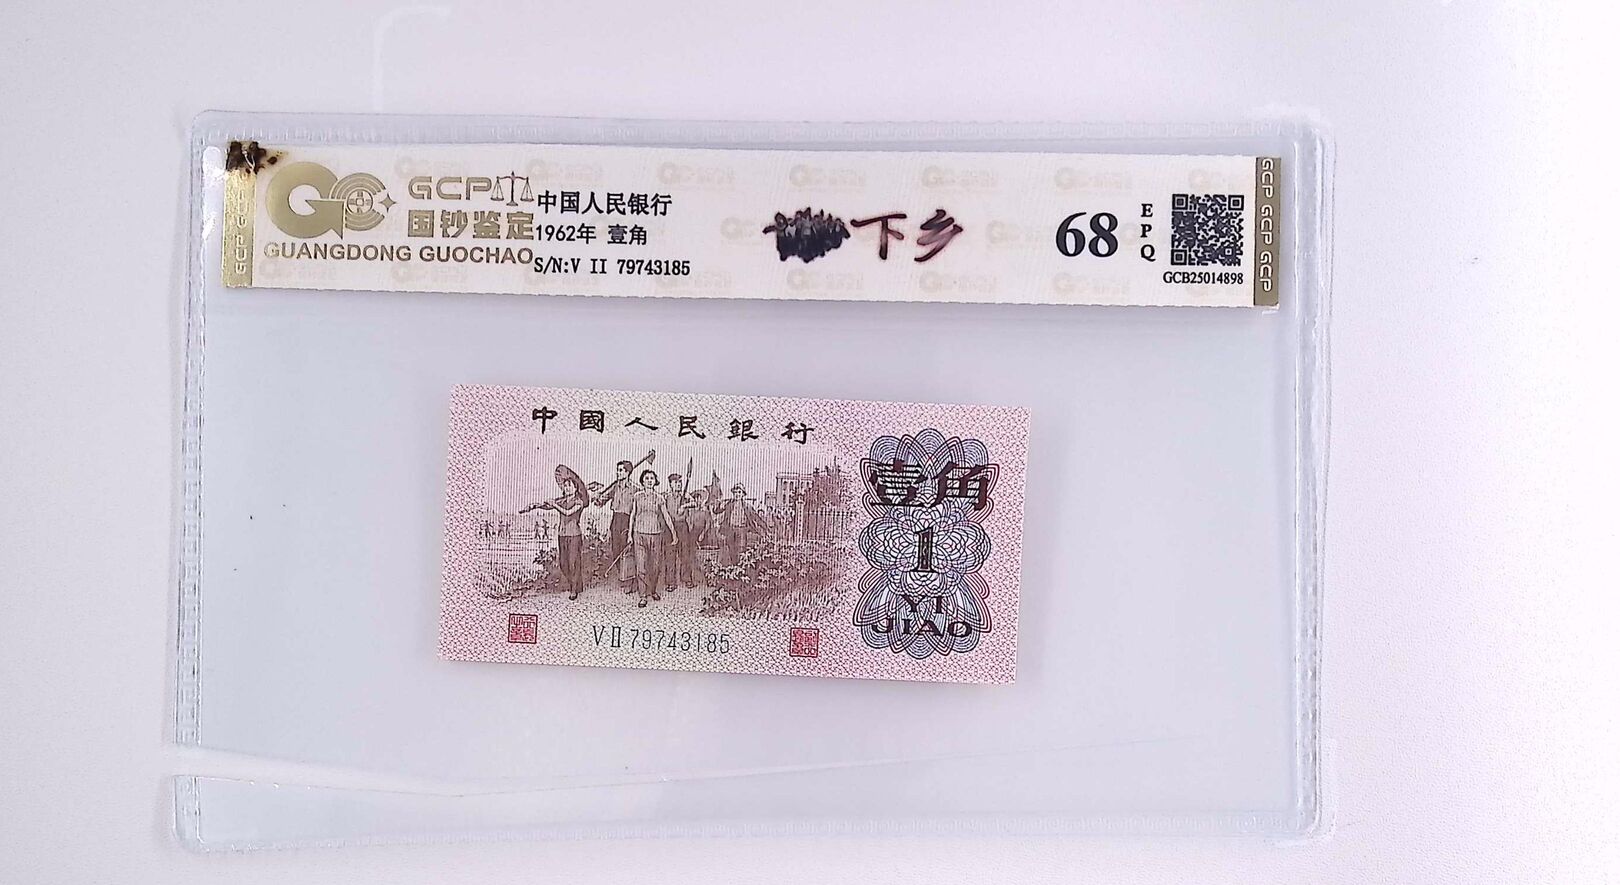 GCP
国钞鉴定
GUANGDONG GUOCHAO
中国人民银行
1962年 壹角
S/N:V II 79743185
下乡
68
EPQ
GCB25014898
GCP GCP GCP
中國人民銀行
壹角
1
YI
JIAO
VII 79743185